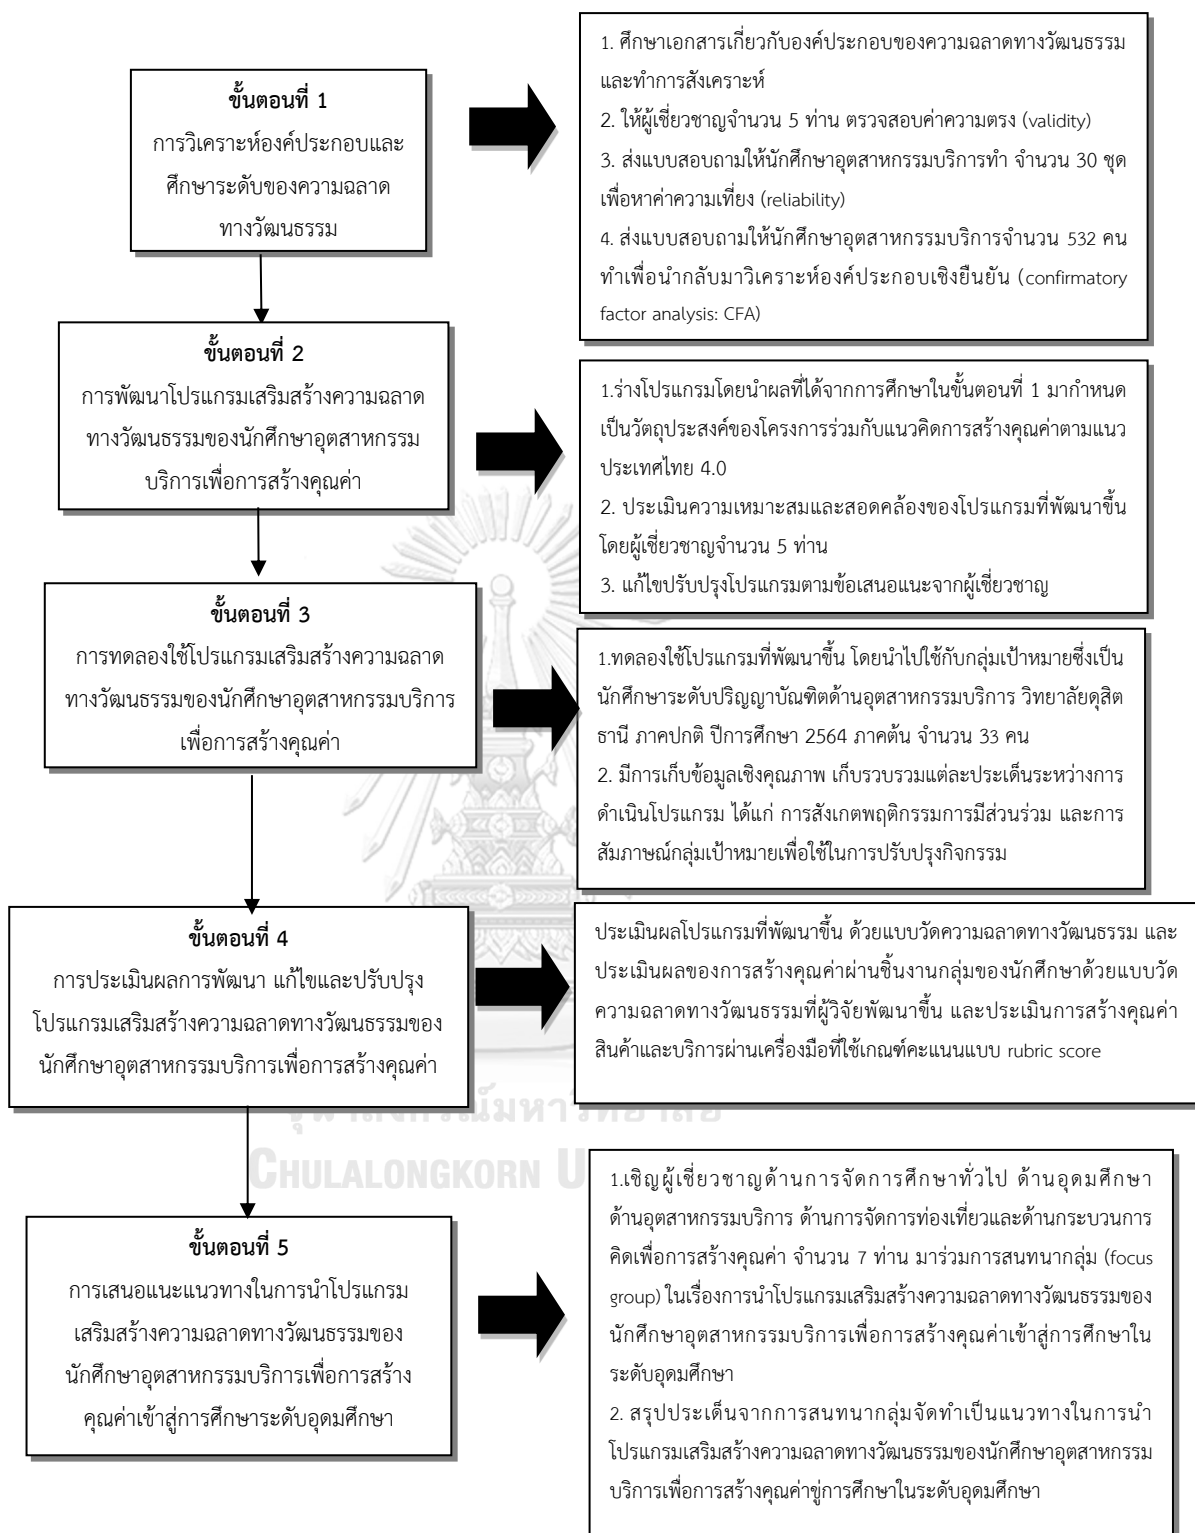 ขั้นตอนที่ 1
การวิเคราะห์องค์ประกอบและ
ศึกษาระดับของความฉลาด
ทางวัฒนธรรม
1. ศึกษาเอกสารเกี่ยวกับองค์ประกอบของความฉลาดทางวัฒนธรรม
และทำการสังเคราะห์
2. ให้ผู้เชี่ยวชาญจำนวน 5 ท่าน ตรวจสอบค่าความตรง (validity)
3. ส่งแบบสอบถามให้นักศึกษาอุตสาหกรรมบริการทำ จำนวน 30 ชุด
เพื่อหาค่าความเที่ยง (reliability)
4. ส่งแบบสอบถามให้นักศึกษาอุตสาหกรรมบริการจำนวน 532 คน
ทำเพื่อนำกลับมาวิเคราะห์องค์ประกอบเชิงยืนยัน (confirmatory
factor analysis: CFA)
ขั้นตอนที่ 2
การพัฒนาโปรแกรมเสริมสร้างความฉลาด
ทางวัฒนธรรมของนักศึกษาอุตสาหกรรม
บริการเพื่อการสร้างคุณค่า
1.ร่างโปรแกรมโดยนำผลที่ได้จากการศึกษาในขั้นตอนที่ 1 มากำหนด
เป็นวัตถุประสงค์ของโครงการร่วมกับแนวคิดการสร้างคุณค่าตามแนว
ประเทศไทย 4.0
2. ประเมินความเหมาะสมและสอดคล้องของโปรแกรมที่พัฒนาขึ้น
โดยผู้เชี่ยวชาญจำนวน 5 ท่าน
3. แก้ไขปรับปรุงโปรแกรมตามข้อเสนอแนะจากผู้เชี่ยวชาญ
ขั้นตอนที่ 3
การทดลองใช้โปรแกรมเสริมสร้างความฉลาด
ทางวัฒนธรรมของนักศึกษาอุตสาหกรรมบริการ
เพื่อการสร้างคุณค่า
1.ทดลองใช้โปรแกรมที่พัฒนาขึ้น โดยนำไปใช้กับกลุ่มเป้าหมายซึ่งเป็น
นักศึกษาระดับปริญญาบัณฑิตด้านอุตสาหกรรมบริการ วิทยาลัยดุสิต
ธานี ภาคปกติ ปีการศึกษา 2564 ภาคต้น จำนวน 33 คน
2. มีการเก็บข้อมูลเชิงคุณภาพ เก็บรวบรวมแต่ละประเด็นระหว่างการ
ดำเนินโปรแกรม ได้แก่ การสังเกตพฤติกรรมการมีส่วนร่วม และการ
สัมภาษณ์กลุ่มเป้าหมายเพื่อใช้ในการปรับปรุงกิจกรรม
ขั้นตอนที่ 4
การประเมินผลการพัฒนา แก้ไขและปรับปรุง
โปรแกรมเสริมสร้างความฉลาดทางวัฒนธรรมของ
นักศึกษาอุตสาหกรรมบริการเพื่อการสร้างคุณค่า
ประเมินผลโปรแกรมที่พัฒนาขึ้น ด้วยแบบวัดความฉลาดทางวัฒนธรรม และ
ประเมินผลของการสร้างคุณค่าผ่านชิ้นงานกลุ่มของนักศึกษาด้วยแบบวัด
ความฉลาดทางวัฒนธรรมที่ผู้วิจัยพัฒนาขึ้น และประเมินการสร้างคุณค่า
สินค้าและบริการผ่านเครื่องมือที่ใช้เกณฑ์คะแนนแบบ rubric score
CHULALONGKORN U
ขั้นตอนที่ 5
การเสนอแนะแนวทางในการนำโปรแกรม
เสริมสร้างความฉลาดทางวัฒนธรรมของ
นักศึกษาอุตสาหกรรมบริการเพื่อการสร้าง
คุณค่าเข้าสู่การศึกษาระดับอุดมศึกษา
1.เชิญผู้เชี่ยวชาญด้านการจัดการศึกษาทั่วไป ด้านอุดมศึกษา
ด้านอุตสาหกรรมบริการ ด้านการจัดการท่องเที่ยวและด้านกระบวนการ
คิดเพื่อการสร้างคุณค่า จำนวน 7 ท่าน มาร่วมการสนทนากลุ่ม (focus
group) ในเรื่องการนำโปรแกรมเสริมสร้างความฉลาดทางวัฒนธรรมของ
นักศึกษาอุตสาหกรรมบริการเพื่อการสร้างคุณค่าเข้าสู่การศึกษาใน
ระดับอุดมศึกษา
2. สรุปประเด็นจากการสนทนากลุ่มจัดทำเป็นแนวทางในการนำ
โปรแกรมเสริมสร้างความฉลาดทางวัฒนธรรมของนักศึกษาอุตสาหกรรม
บริการเพื่อการสร้างคุณค่าขู่การศึกษาในระดับอุดมศึกษา